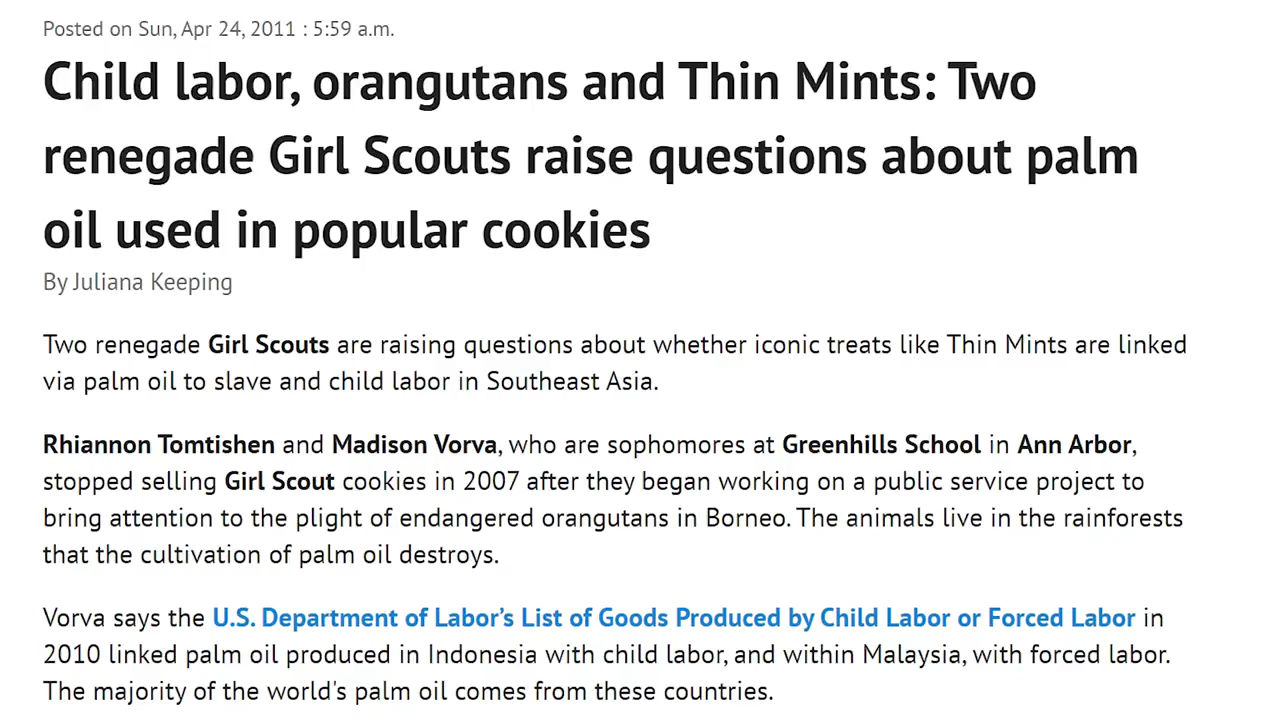 Posted on Sun, Apr 24, 2011 : 5:59 a.m.
Child labor, orangutans and Thin Mints: Two
renegade Girl Scouts raise questions about palm
oil used in popular cookies
By Juliana Keeping
Two renegade Girl Scouts are raising questions about whether iconic treats like Thin Mints are linked
via palm oil to slave and child labor in Southeast Asia.
Rhiannon Tomtishen and Madison Vorva, who are sophomores at Greenhills School in Ann Arbor,
stopped selling Girl Scout cookies in 2007 after they began working on a public service project to
bring attention to the plight of endangered orangutans in Borneo. The animals live in the rainforests
that the cultivation of palm oil destroys.
Vorva says the U.S. Department of Labor’s List of Goods Produced by Child Labor or Forced Labor in
2010 linked palm oil produced in Indonesia with child labor, and within Malaysia, with forced labor.
The majority of the world's palm oil comes from these countries.